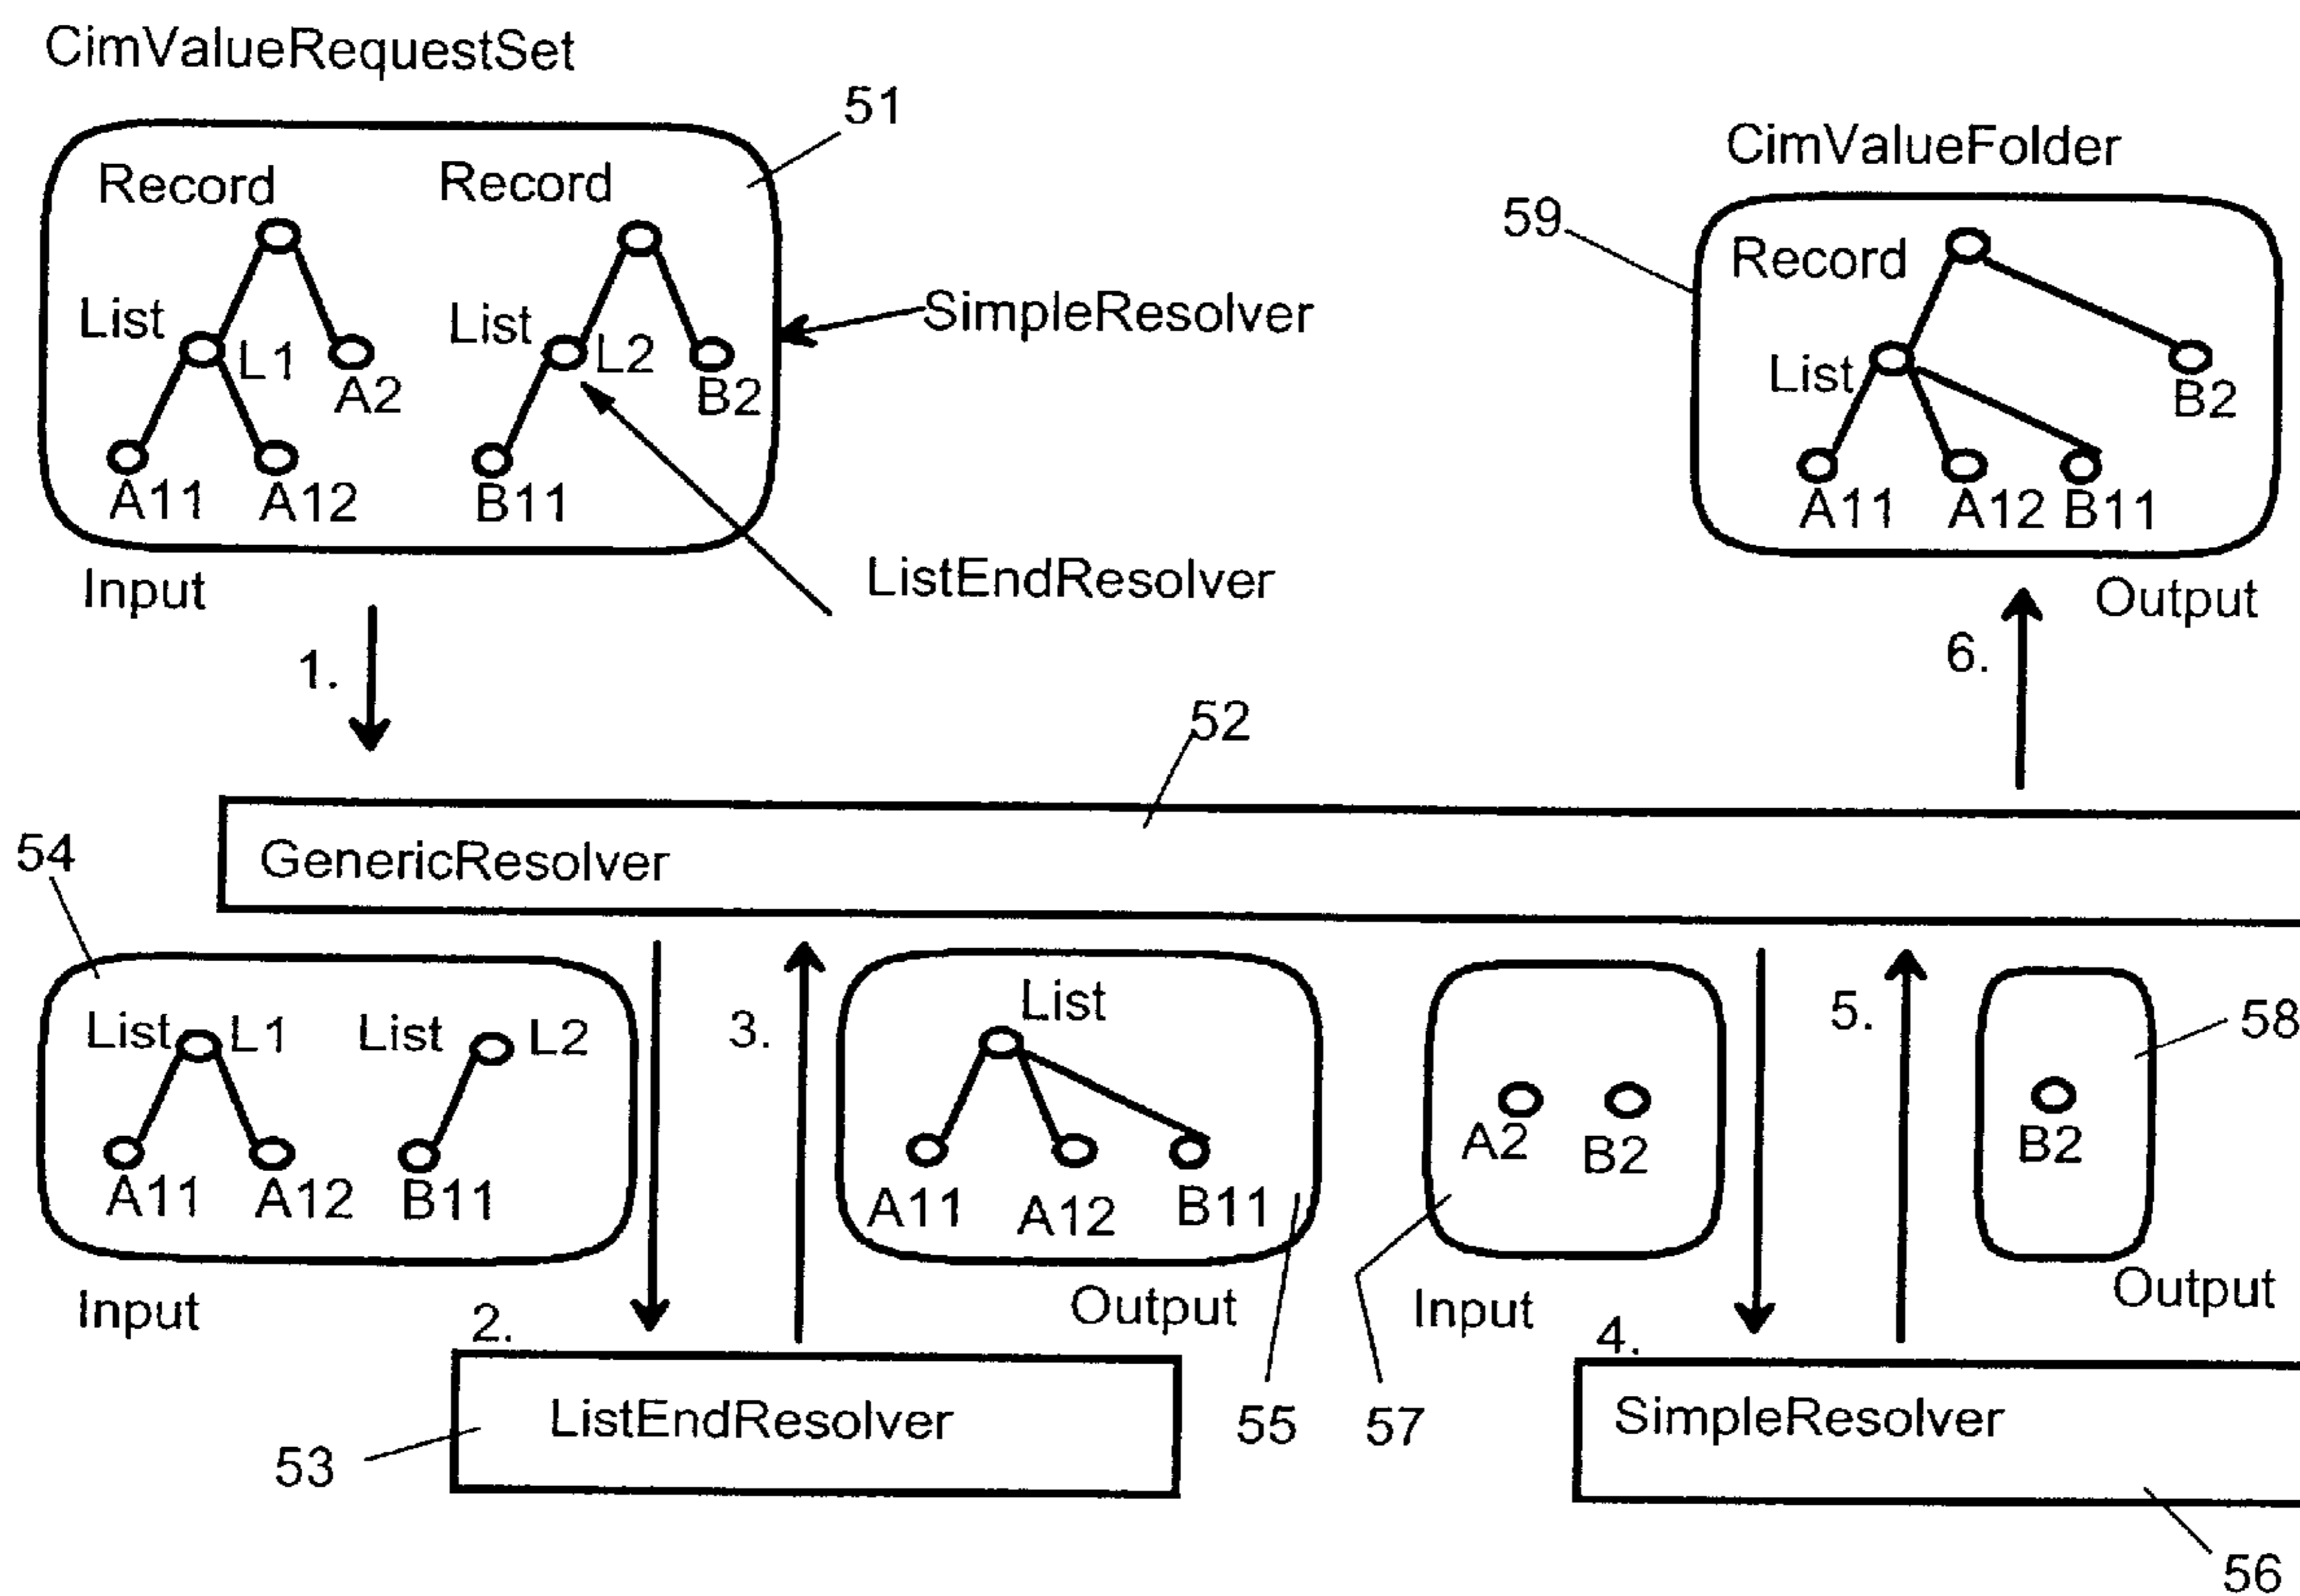 CimValueRequestSet
51
CimValueFolder
Record Record
59
Record
List L1 A2 List L2 B2
SimpleResolver
List B2
A11 A12 B11
A11 A12 B11
Input
ListEndResolver
Output
1.
6.
52
GenericResolver
54
List L1 List L2
A11 A12 B11
3.
List
A11 A12 B11
A2 B2
5.
B2
58
Input
2.
Output
Input
4.
Output
ListEndResolver
53
55
57
SimpleResolver
56